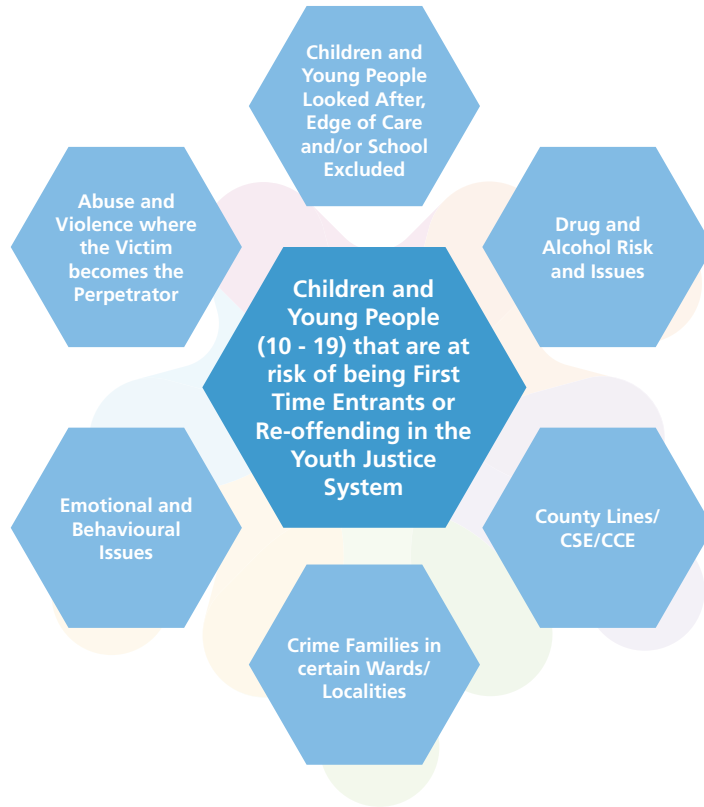 Children and
Young People
Looked After,
Edge of Care
and/or School
Excluded
Abuse and
Violence where
the Victim
becomes the
Perpetrator
Drug and
Alcohol Risk
and Issues
Children and
Young People
(10 - 19) that are at
risk of being First
Time Entrants or
Re-offending in the
Youth Justice
System
Emotional and
Behavioural
Issues
County Lines/
CSE/CCE
Crime Families in
certain Wards/
Localities